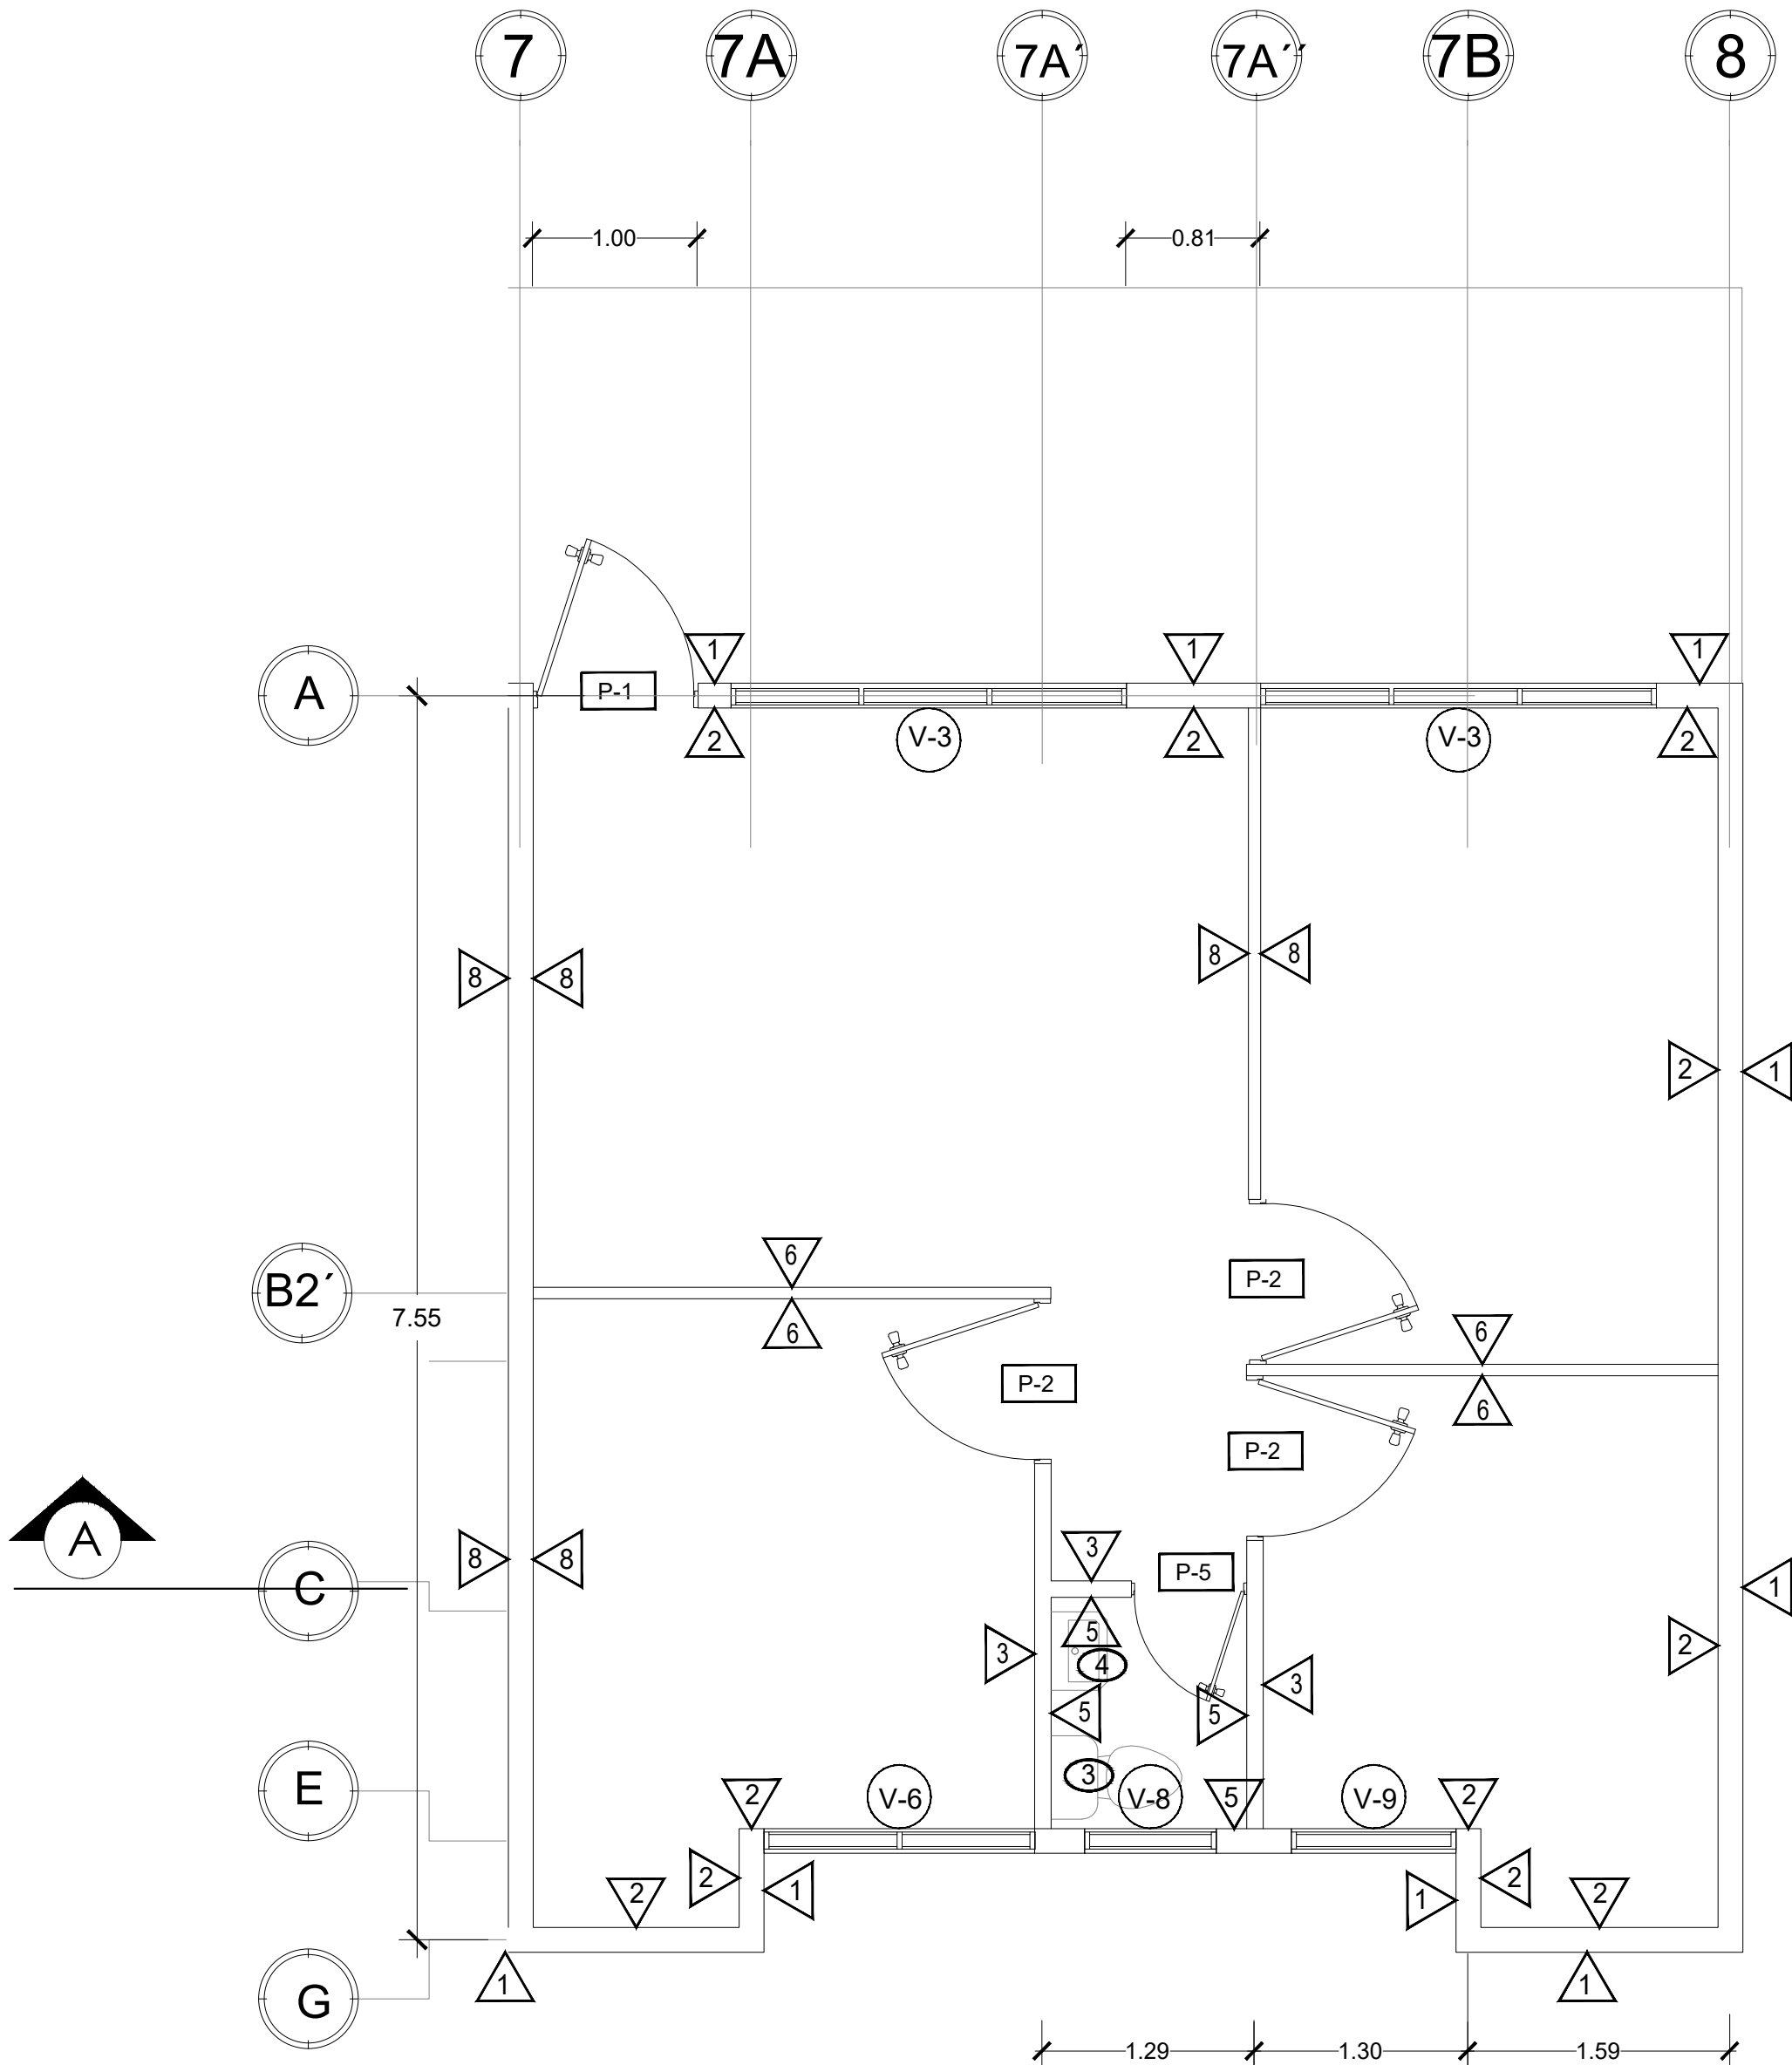 7 7A 7A´ 7A´´ 7B 8
1.00 0.81
1 1 1
A P-1
2 V-3 2 V-3 2
8 8 8 8
2 1
6 P-2
B2´
7.55 6 6
P-2 6
P-2
A 8 8 3 P-5
C 1
5
3 4 3 2
5 5
E 3
2 V-6 V-8 5 V-9 2
2 2 1 1 2 2
G 1 1
1.29 1.30 1.59